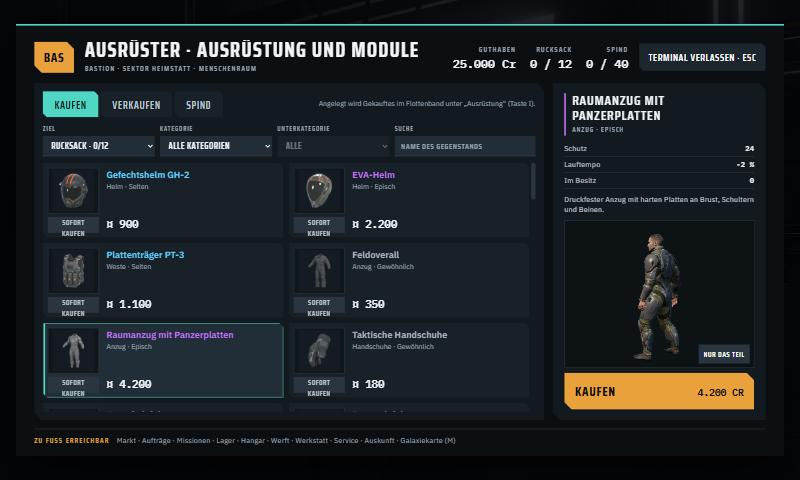 BAS
AUSRÜSTER - AUSRÜSTUNG UND MODULE
BASTION · SEKTOR HEIMSTATT · MENSCHENRAUM
GUTHABEN
25.000 Cr
RUCKSACK
0 / 12
SPIND
0 / 40
TERMINAL VERLASSEN · ESC
KAUFEN
VERKAUFEN
SPIND
Angelegt wird Gekauftes im Flottenband unter „Ausrüstung“ (Taste I).
ZIEL
KATEGORIE
UNTERKATEGORIE
SUCHE
RUCKSACK · 0/12
ALLE KATEGORIEN
ALLE
NAME DES GEGENSTANDS
Gefechtshelm GH-2
Helm · Selten
SOFORT KAUFEN
¤ 900
EVA-Helm
Helm · Episch
SOFORT KAUFEN
¤ 2.200
Plattenträger PT-3
Weste · Selten
SOFORT KAUFEN
¤ 1.100
Feldoverall
Anzug · Gewöhnlich
SOFORT KAUFEN
¤ 350
Raumanzug mit Panzerplatten
Anzug · Episch
SOFORT KAUFEN
¤ 4.200
Taktische Handschuhe
Handschuhe · Gewöhnlich
SOFORT KAUFEN
¤ 180
RAUMANZUG MIT
PANZERPLATTEN
ANZUG · EPISCH
Schutz 24
Lauftempo -2 %
Im Besitz 0
Druckfester Anzug mit harten Platten an Brust, Schultern
und Beinen.
NUR DAS TEIL
KAUFEN 4.200 CR
ZU FUSS ERREICHBAR Markt · Aufträge · Missionen · Lager · Hangar · Werft · Werkstatt · Service · Auskunft · Galaxiekarte (M)